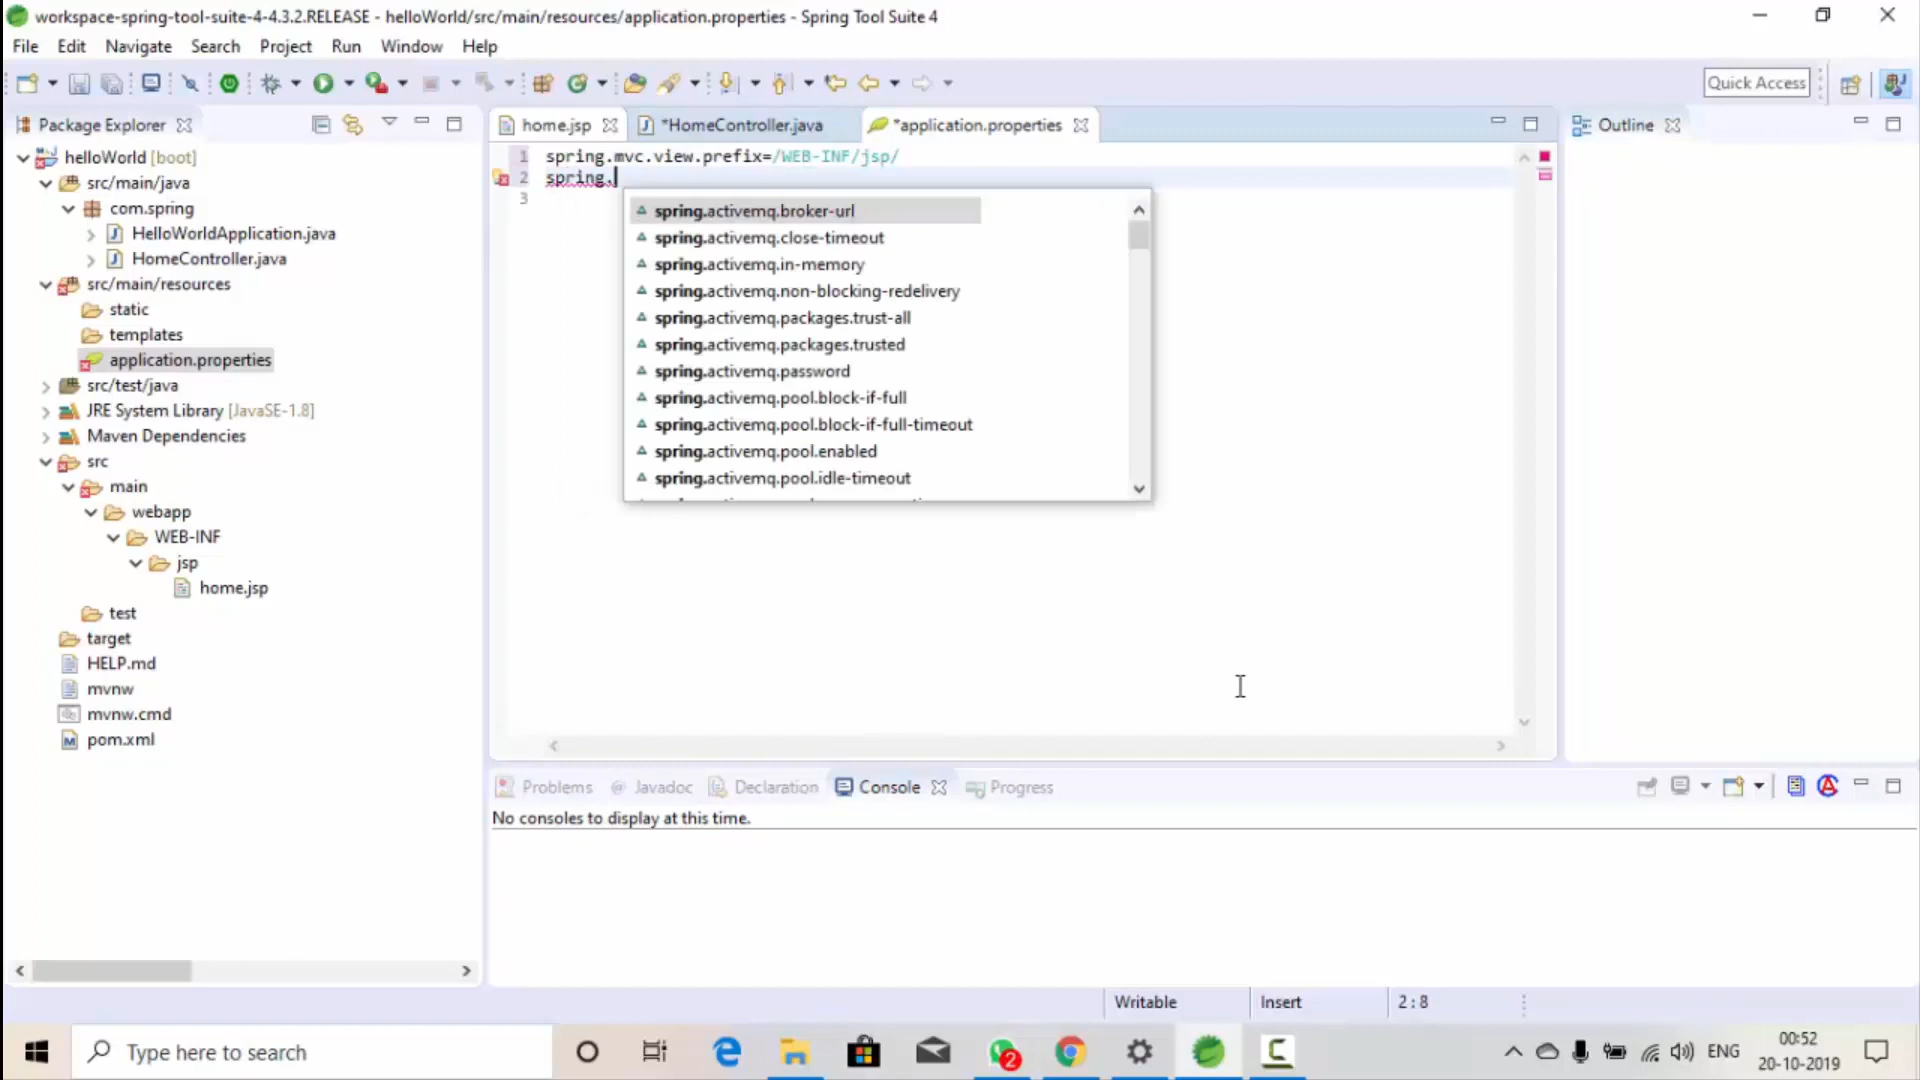 workspace-spring-tool-suite-4-4.3.2.RELEASE - helloWorld/src/main/resources/application.properties - Spring Tool Suite 4
File Edit Navigate Search Project Run Window Help
Quick Access
Package Explorer
helloWorld [boot]
src/main/java
com.spring
HelloWorldApplication.java
HomeController.java
src/main/resources
static
templates
application.properties
src/test/java
JRE System Library [JavaSE-1.8]
Maven Dependencies
src
main
webapp
WEB-INF
jsp
home.jsp
test
target
HELP.md
mvnw
mvnw.cmd
pom.xml
home.jsp *HomeController.java *application.properties
1 spring.mvc.view.prefix=/WEB-INF/jsp/
2 spring.
3
spring.activemq.broker-url
spring.activemq.close-timeout
spring.activemq.in-memory
spring.activemq.non-blocking-redelivery
spring.activemq.packages.trust-all
spring.activemq.packages.trusted
spring.activemq.password
spring.activemq.pool.block-if-full
spring.activemq.pool.block-if-full-timeout
spring.activemq.pool.enabled
spring.activemq.pool.idle-timeout
Outline
Problems Javadoc Declaration Console Progress
No consoles to display at this time.
Writable Insert 2 : 8
Type here to search
2
ENG
00:52
20-10-2019